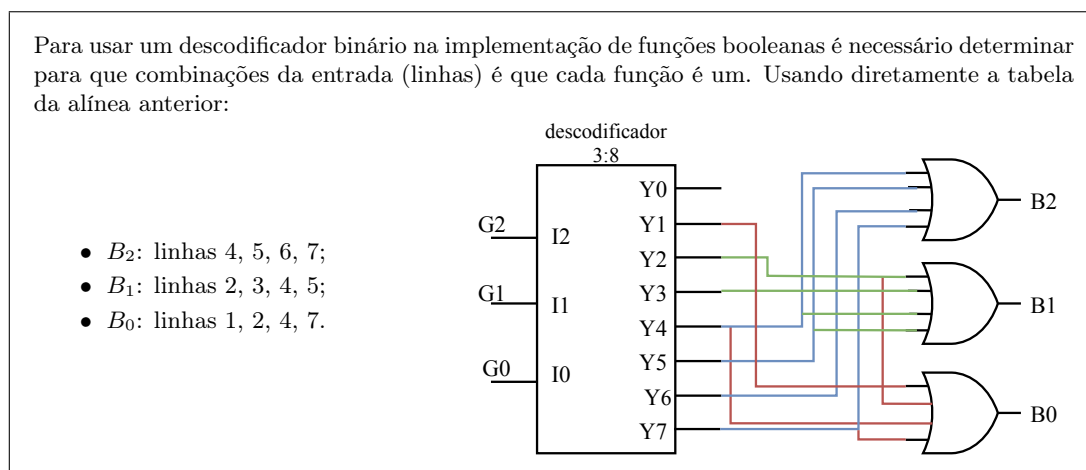 Para usar um descodificador binário na implementação de funções booleanas é necessário determinar
para que combinações da entrada (linhas) é que cada função é um. Usando diretamente a tabela
da alínea anterior:
• B₂: linhas 4, 5, 6, 7;
• B₁: linhas 2, 3, 4, 5;
• B₀: linhas 1, 2, 4, 7.
descodificador
3:8
G2
G1
G0
I2
I1
I0
Y0
Y1
Y2
Y3
Y4
Y5
Y6
Y7
B2
B1
B0